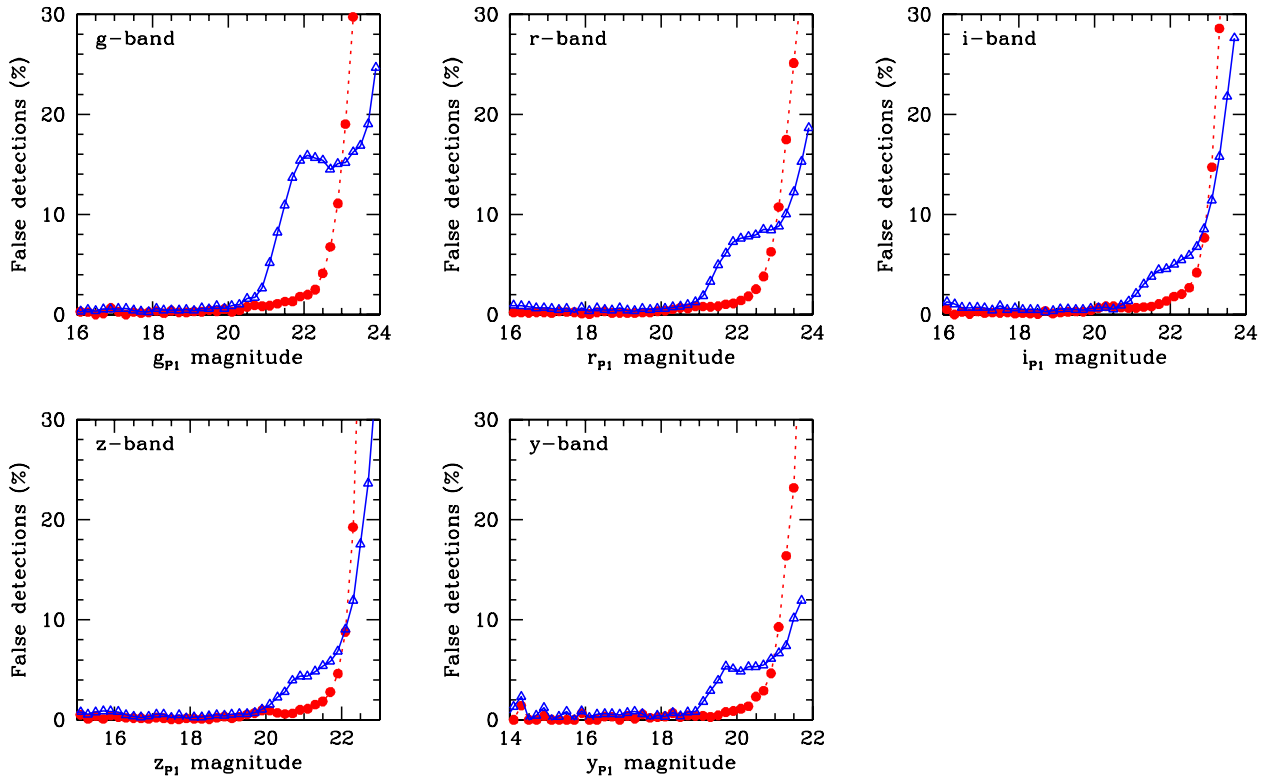 30
20
10
0
False detections (%)
g-band
16 18 20 22 24
gP1 magnitude
30
20
10
0
False detections (%)
r-band
16 18 20 22 24
rP1 magnitude
30
20
10
0
False detections (%)
i-band
16 18 20 22 24
iP1 magnitude
30
20
10
0
False detections (%)
z-band
16 18 20 22
zP1 magnitude
30
20
10
0
False detections (%)
y-band
14 16 18 20 22
yP1 magnitude